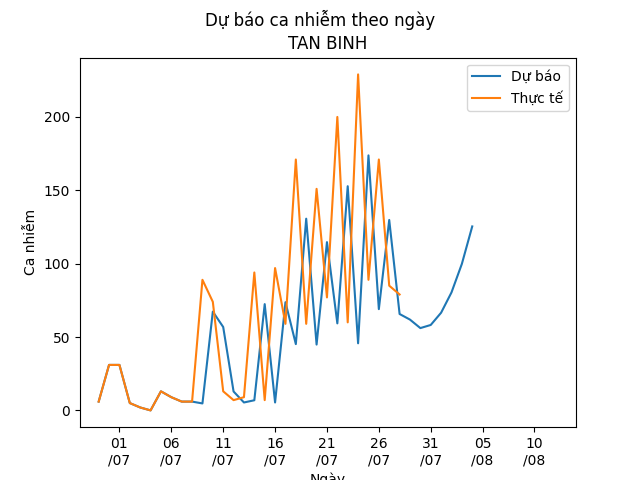 Dự báo ca nhiễm theo ngày
TAN BINH
Dự báo
Thực tế
Ca nhiễm
200
150
100
50
0
01 06 11 16 21 26 31 05 10
/07 /07 /07 /07 /07 /07 /07 /08 /08
Ngày